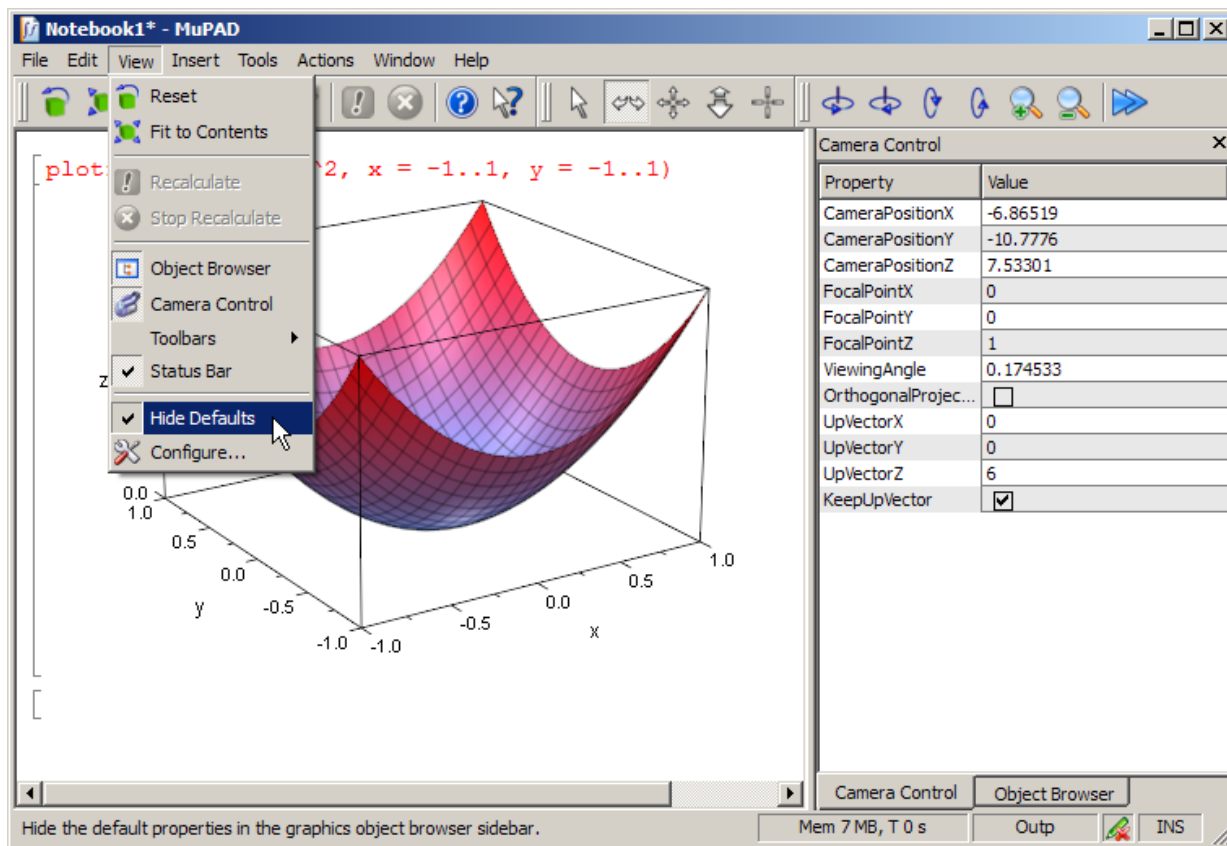 Notebook1* - MuPAD
File Edit View Insert Tools Actions Window Help
Reset
Fit to Contents
Recalculate
Stop Recalculate
Object Browser
Camera Control
Toolbars
Status Bar
Hide Defaults
Configure...
plot: ^2, x = -1..1, y = -1..1)
z
0.0
1.0
0.5
0.0
y
-0.5
-1.0
-1.0
-0.5
0.0
x
0.5
1.0
Camera Control
Property Value
CameraPositionX -6.86519
CameraPositionY -10.7776
CameraPositionZ 7.53301
FocalPointX 0
FocalPointY 0
FocalPointZ 1
ViewingAngle 0.174533
OrthogonalProjec...
UpVectorX 0
UpVectorY 0
UpVectorZ 6
KeepUpVector
Camera Control Object Browser
Hide the default properties in the graphics object browser sidebar. Mem 7 MB, T 0 s Outp INS